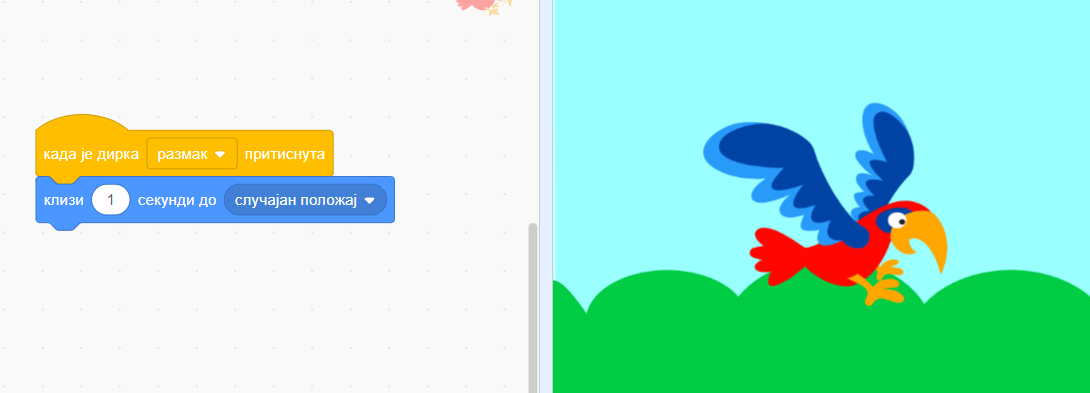 када је дирка размак притиснута
клизи 1 секунди до случајан положај